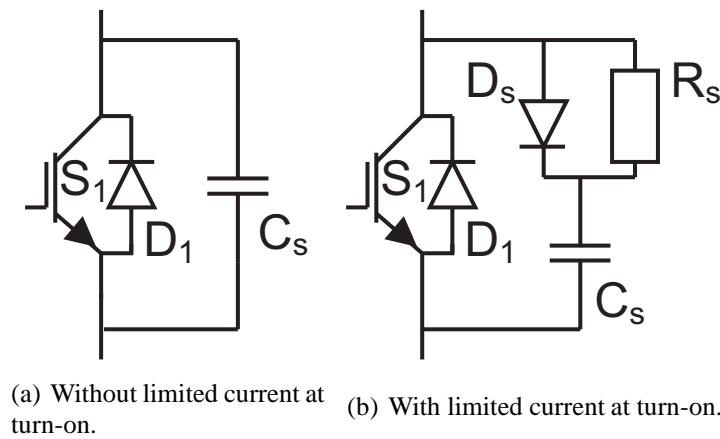 S₁
D₁
Cₛ
Dₛ
Rₛ
S₁
D₁
Cₛ
(a) Without limited current at
turn-on.
(b) With limited current at turn-on.